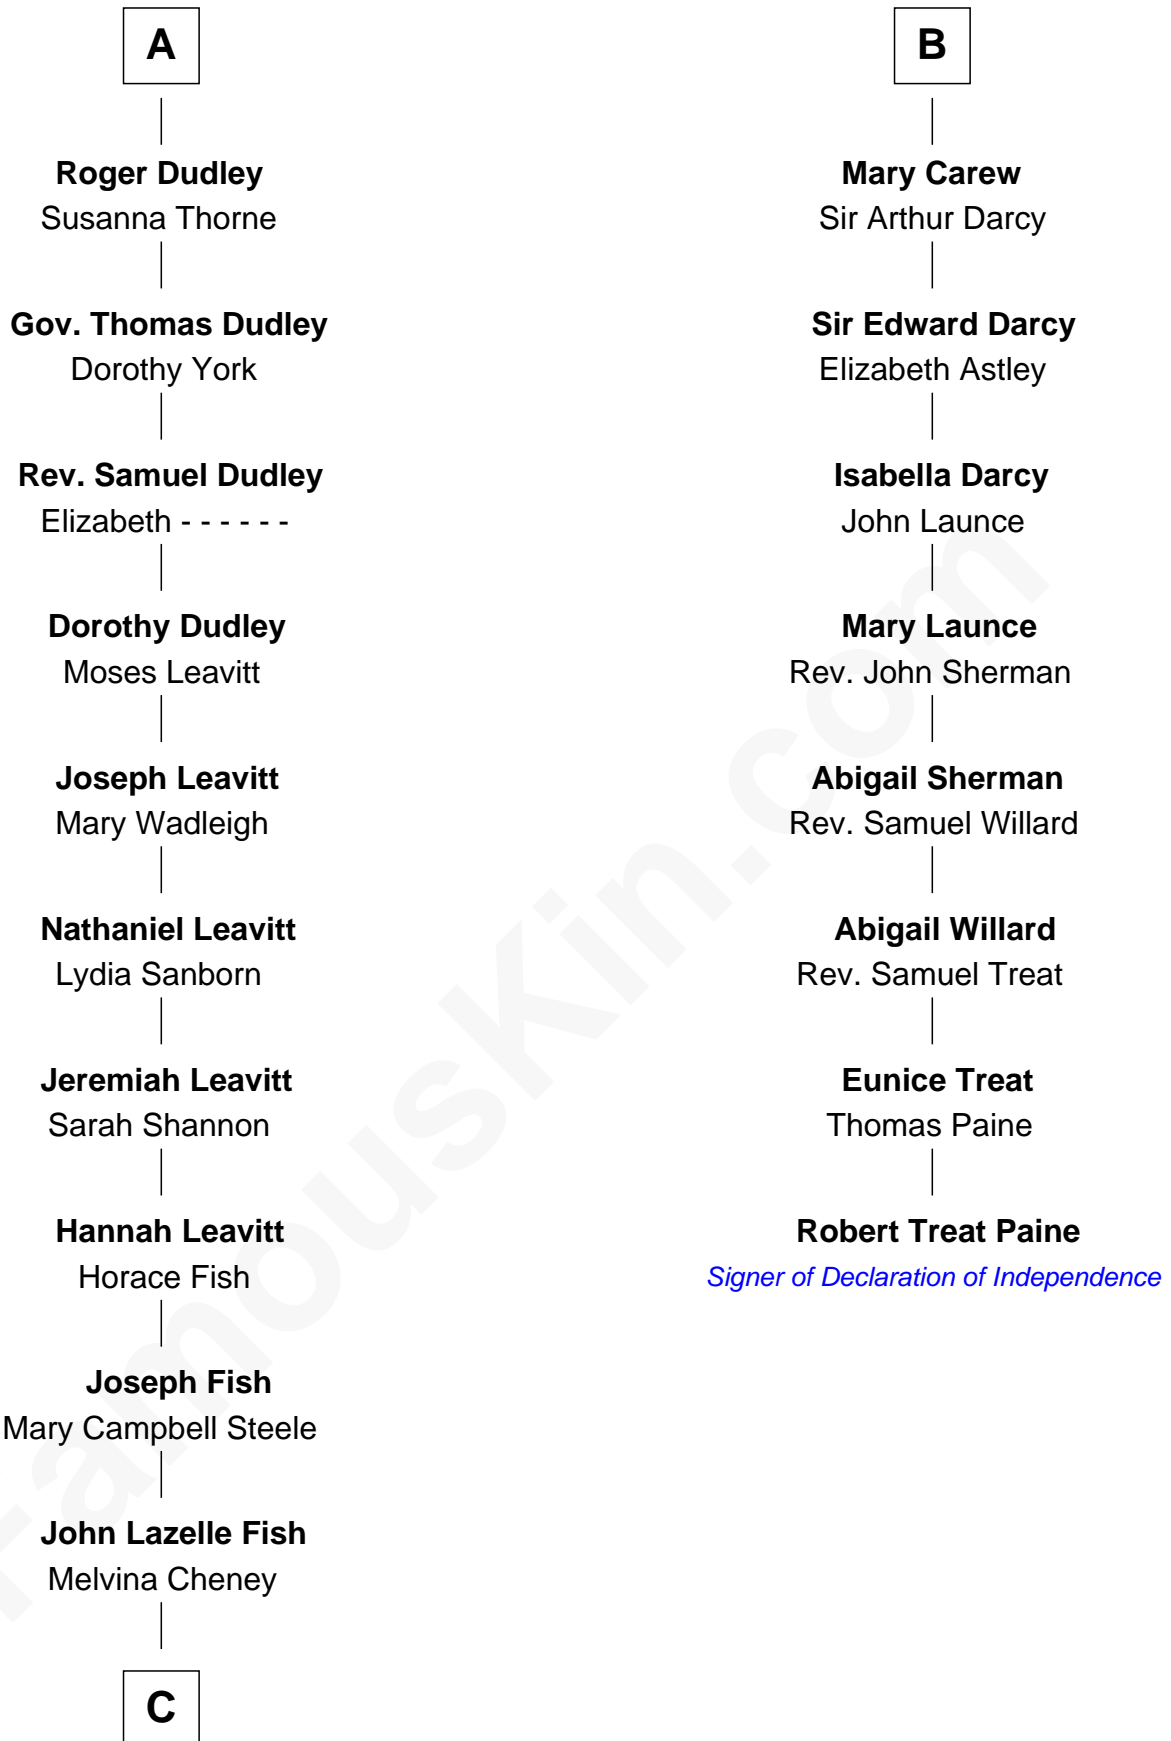 A
Roger Dudley
Susanna Thorne
Gov. Thomas Dudley
Dorothy York
Rev. Samuel Dudley
Elizabeth - - - - - -
Dorothy Dudley
Moses Leavitt
Joseph Leavitt
Mary Wadleigh
Nathaniel Leavitt
Lydia Sanborn
Jeremiah Leavitt
Sarah Shannon
Hannah Leavitt
Horace Fish
Joseph Fish
Mary Campbell Steele
John Lazelle Fish
Melvina Cheney
C
B
Mary Carew
Sir Arthur Darcy
Sir Edward Darcy
Elizabeth Astley
Isabella Darcy
John Launce
Mary Launce
Rev. John Sherman
Abigail Sherman
Rev. Samuel Willard
Abigail Willard
Rev. Samuel Treat
Eunice Treat
Thomas Paine
Robert Treat Paine
Signer of Declaration of Independence
FamousKin.com